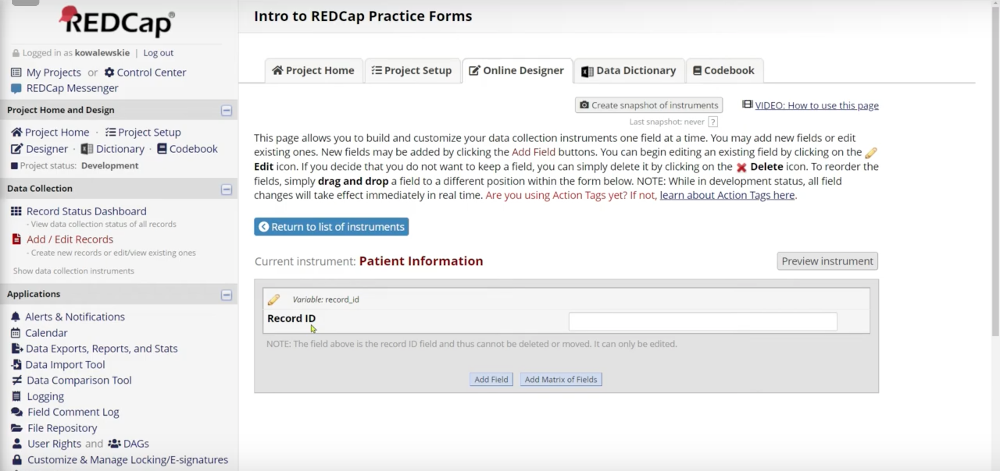 REDCap®
Logged in as kowalewskie | Log out
My Projects or Control Center
REDCap Messenger
Project Home and Design
Project Home · Project Setup
Designer · Dictionary · Codebook
Project status: Development
Data Collection
Record Status Dashboard
- View data collection status of all records
Add / Edit Records
- Create new records or edit/view existing ones
Show data collection instruments
Applications
Alerts & Notifications
Calendar
Data Exports, Reports, and Stats
Data Import Tool
Data Comparison Tool
Logging
Field Comment Log
File Repository
User Rights and DAGs
Customize & Manage Locking/E-signatures
Intro to REDCap Practice Forms
Project Home
Project Setup
Online Designer
Data Dictionary
Codebook
Create snapshot of instruments
VIDEO: How to use this page
Last snapshot: never ?
This page allows you to build and customize your data collection instruments one field at a time. You may add new fields or edit
existing ones. New fields may be added by clicking the Add Field buttons. You can begin editing an existing field by clicking on the
Edit icon. If you decide that you do not want to keep a field, you can simply delete it by clicking on the Delete icon. To reorder the
fields, simply drag and drop a field to a different position within the form below. NOTE: While in development status, all field
changes will take effect immediately in real time. Are you using Action Tags yet? If not, learn about Action Tags here.
Return to list of instruments
Current instrument: Patient Information
Preview instrument
Variable: record_id
Record ID
NOTE: The field above is the record ID field and thus cannot be deleted or moved. It can only be edited.
Add Field
Add Matrix of Fields